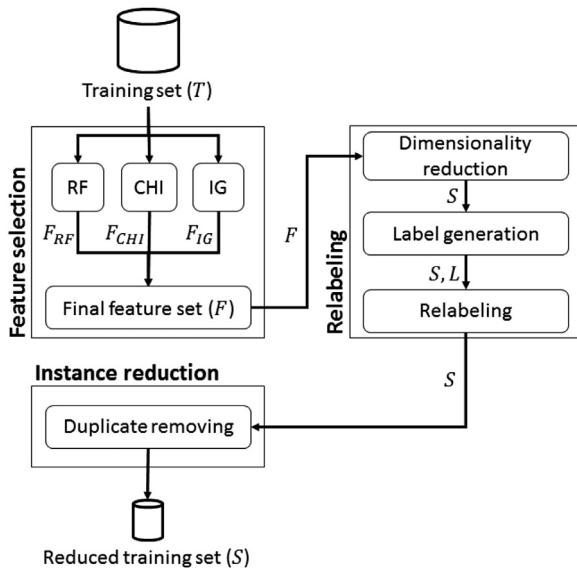 Training set (T)
Feature selection
RF
CHI
IG
F_RF
F_CHI
F_IG
Final feature set (F)
F
Relabeling
Dimensionality
reduction
S
Label generation
S, L
Relabeling
S
Instance reduction
Duplicate removing
Reduced training set (S)